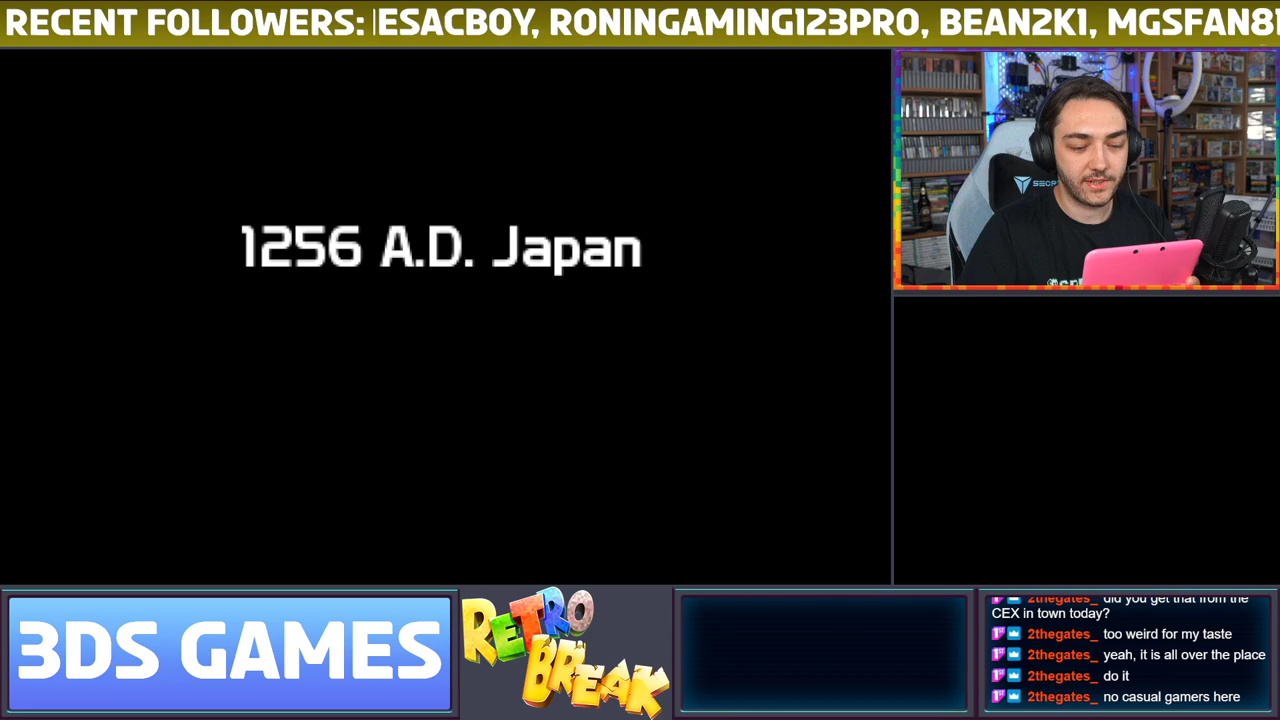 RECENT FOLLOWERS: ESACBOY, RONINGAMING123PRO, BEAN2K1, MGSFAN8
1256 A.D. Japan
SECR
3DS GAMES
RETRO
BREAK
2thegates_ did you get that from the
CEX in town today?
2thegates_ too weird for my taste
2thegates_ yeah, it is all over the place
2thegates_ do it
2thegates_ no casual gamers here